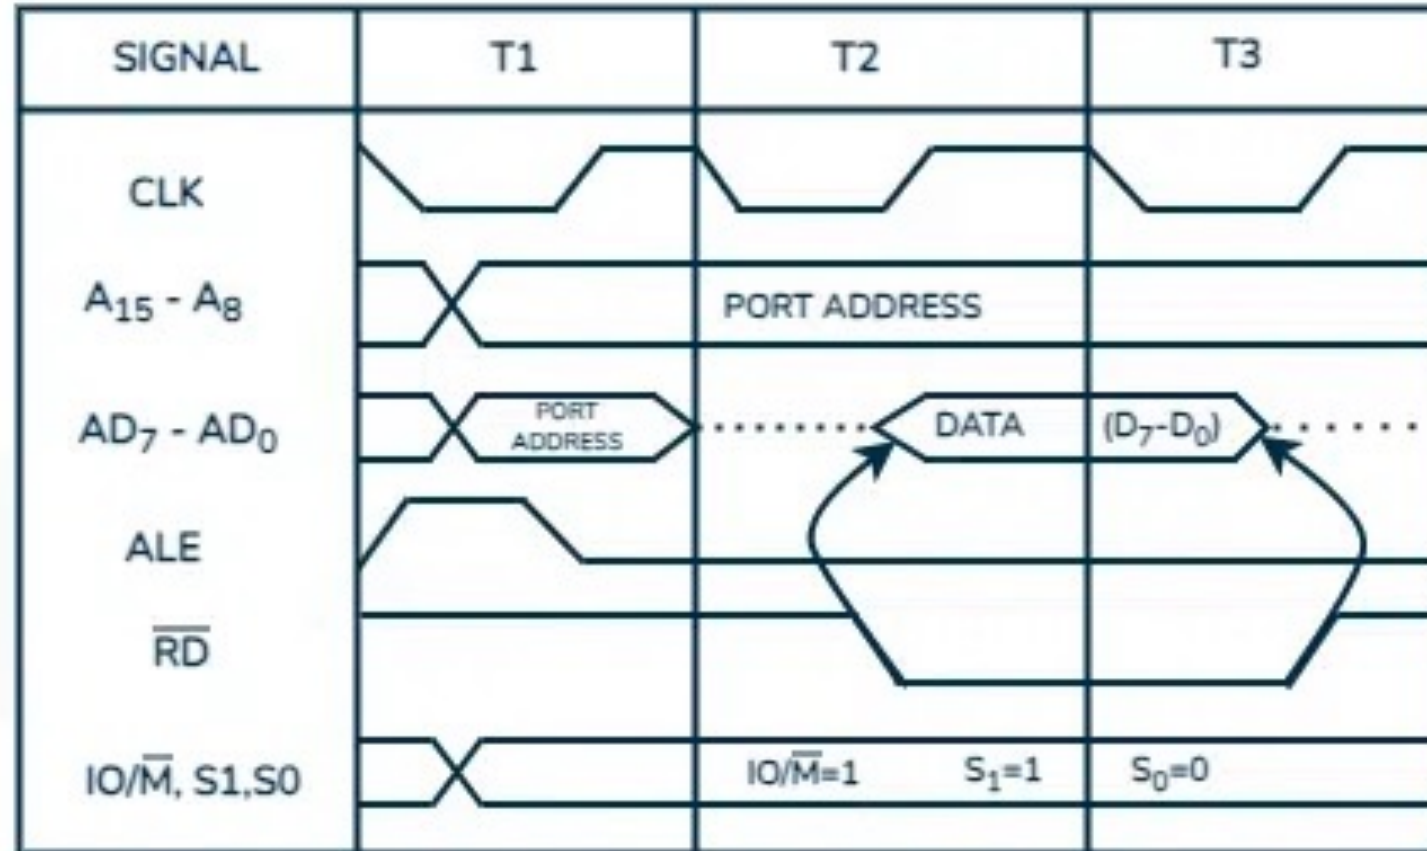 SIGNAL T1 T2 T3
CLK
A₁₅ - A₈ PORT ADDRESS
AD₇ - AD₀ PORT
ADDRESS DATA (D₇-D₀)
ALE
R̅D̅
IO/M̅, S1,S0 IO/M̅=1 S₁=1 S₀=0